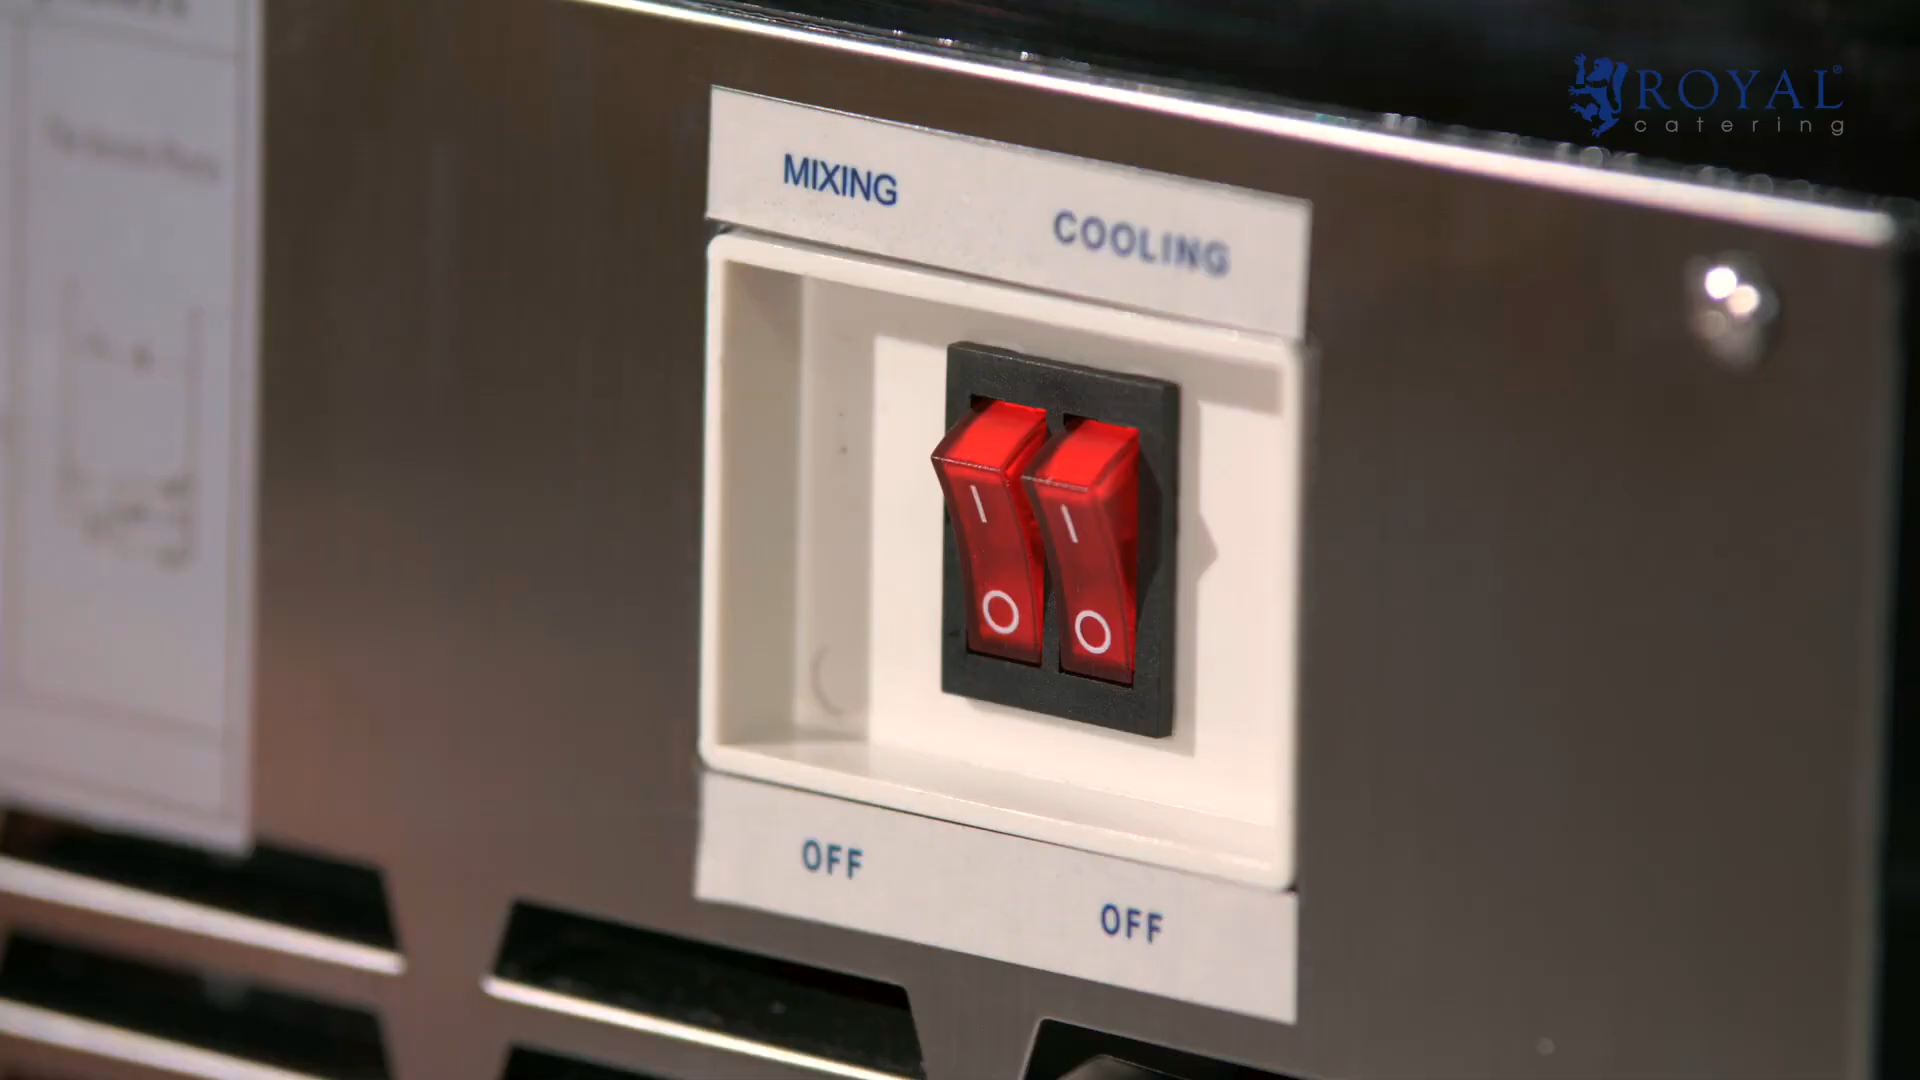 ROYAL
catering
MIXING
COOLING
I I
O O
OFF
OFF